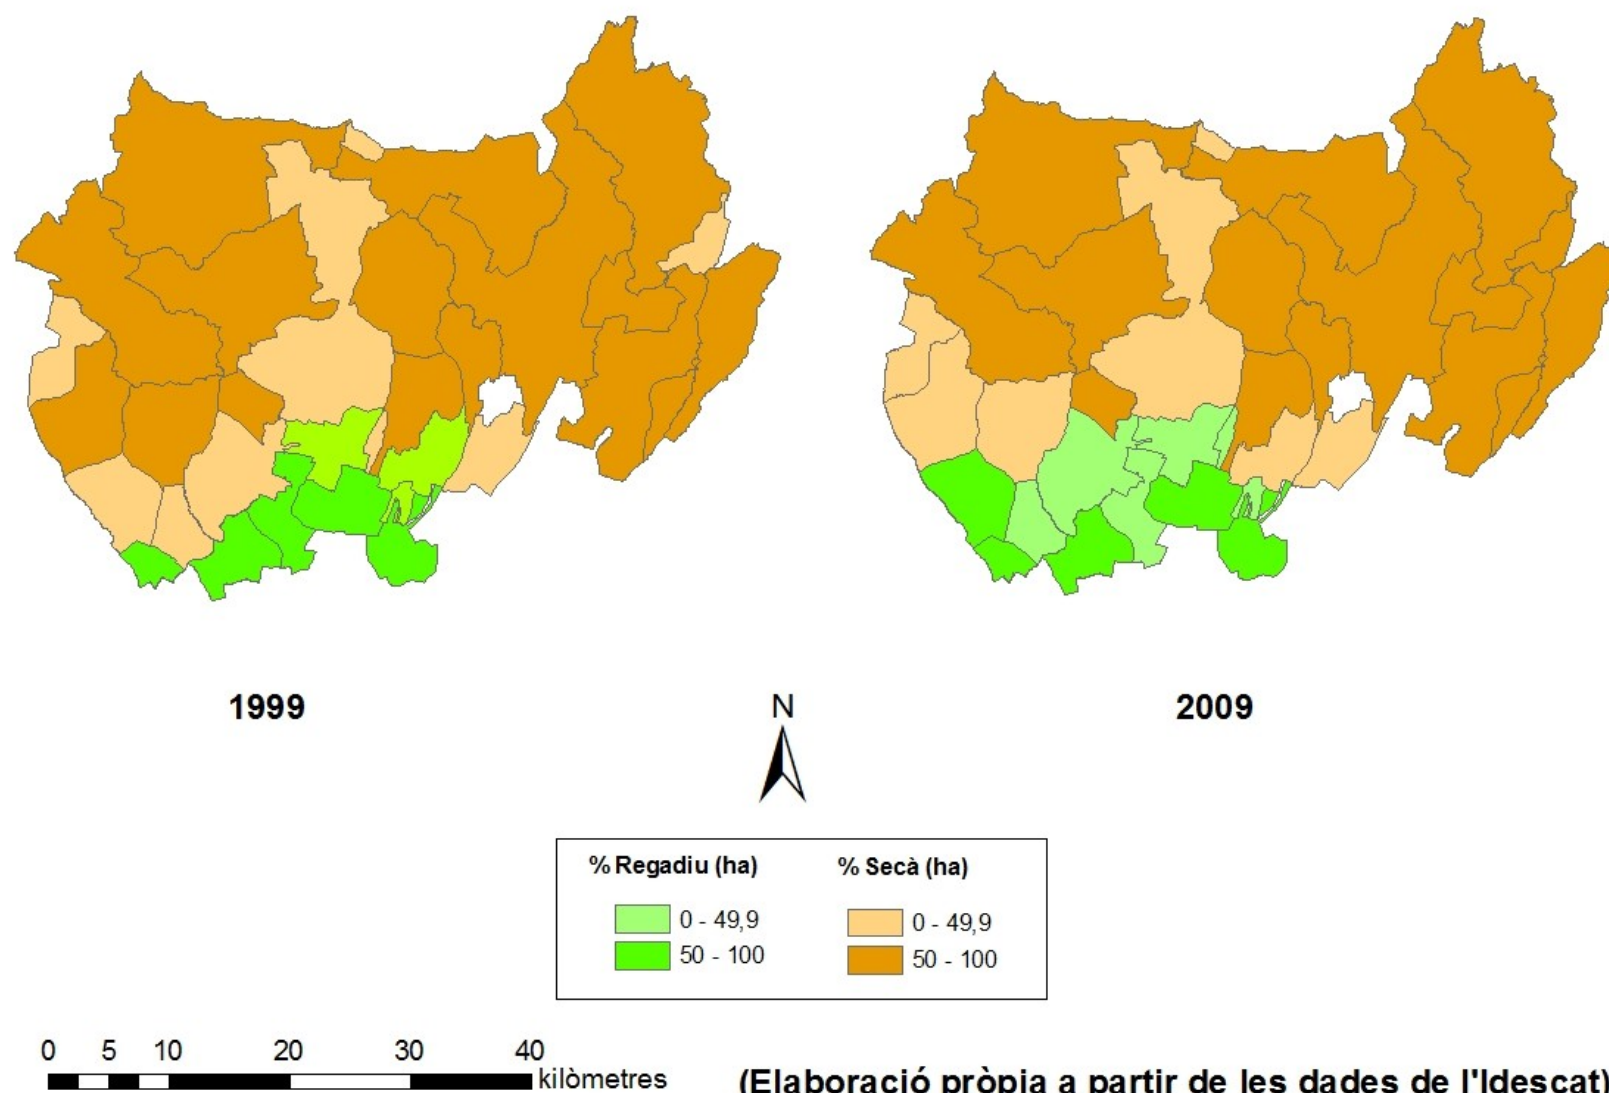 1999
N
2009
% Regadiu (ha)
% Secà (ha)
0 - 49,9
0 - 49,9
50 - 100
50 - 100
0 5 10 20 30 40
kilòmetres
(Elaboració pròpia a partir de les dades de l'Idescat)